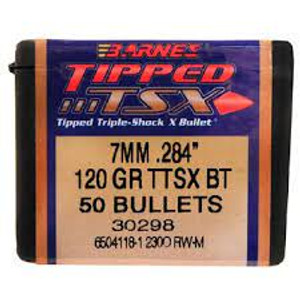 BARNES
TIPPED
TSX
Tipped Triple-Shock X Bullet
7MM .284"
120 GR TTSX BT
50 BULLETS
30298
6504118-1 2300 RW-M